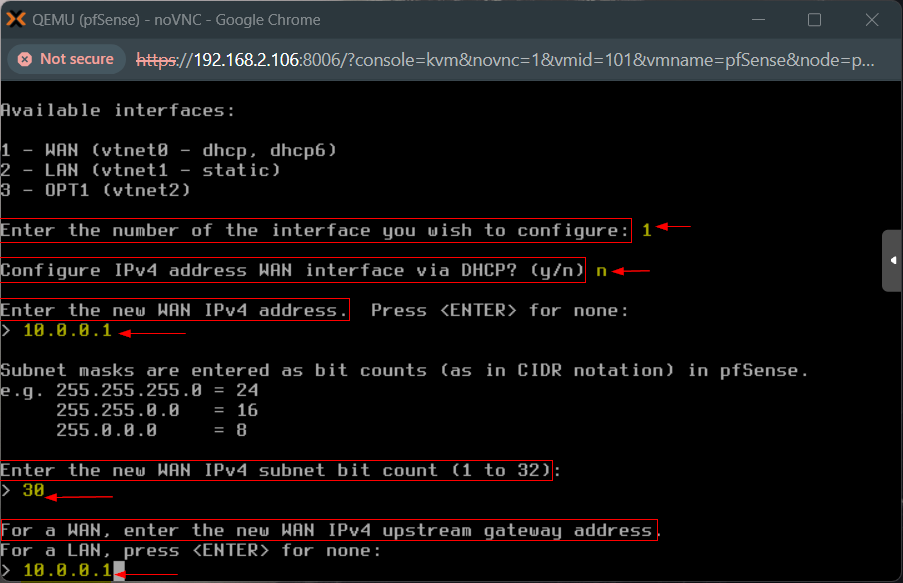 QEMU (pfSense) - noVNC - Google Chrome
Not secure https://192.168.2.106:8006/?console=kvm&novnc=1&vmid=101&vmname=pfSense&node=p...
Available interfaces:
1 - WAN (vtnet0 - dhcp, dhcp6)
2 - LAN (vtnet1 - static)
3 - OPT1 (vtnet2)
Enter the number of the interface you wish to configure: 1
Configure IPv4 address WAN interface via DHCP? (y/n) n
Enter the new WAN IPv4 address.  Press <ENTER> for none:
> 10.0.0.1
Subnet masks are entered as bit counts (as in CIDR notation) in pfSense.
e.g. 255.255.255.0 = 24
     255.255.0.0   = 16
     255.0.0.0     = 8
Enter the new WAN IPv4 subnet bit count (1 to 32):
> 30
For a WAN, enter the new WAN IPv4 upstream gateway address.
For a LAN, press <ENTER> for none:
> 10.0.0.1